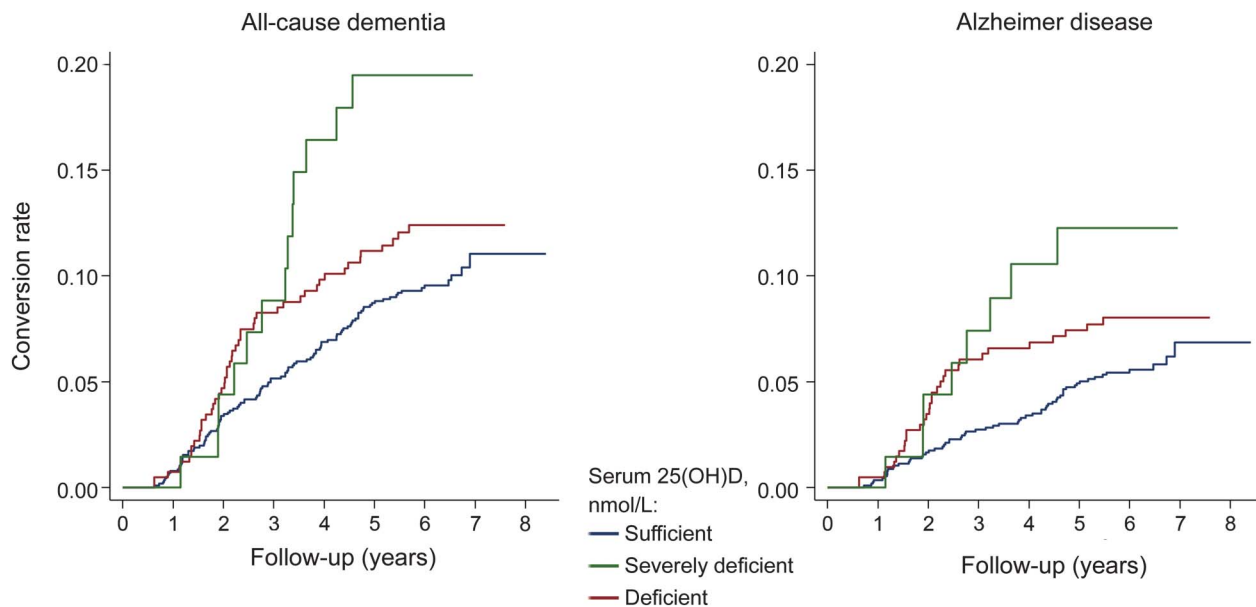 All-cause dementia
Conversion rate
0.20
0.15
0.10
0.05
0.00
0 1 2 3 4 5 6 7 8
Follow-up (years)
Serum 25(OH)D,
nmol/L:
Sufficient
Severely deficient
Deficient
Alzheimer disease
0.20
0.15
0.10
0.05
0.00
0 1 2 3 4 5 6 7 8
Follow-up (years)